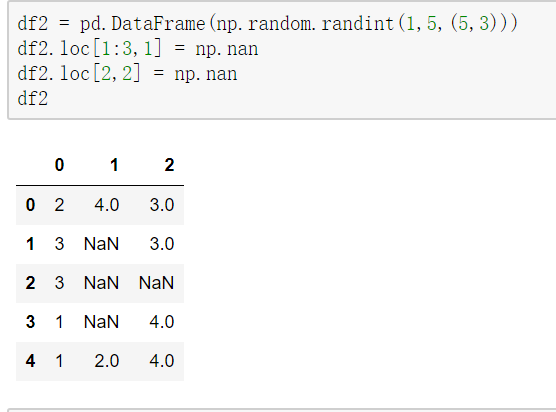 df2 = pd.DataFrame(np.random.randint(1,5,(5,3)))
df2.loc[1:3,1] = np.nan
df2.loc[2,2] = np.nan
df2
0 1 2
0 2 4.0 3.0
1 3 NaN 3.0
2 3 NaN NaN
3 1 NaN 4.0
4 1 2.0 4.0